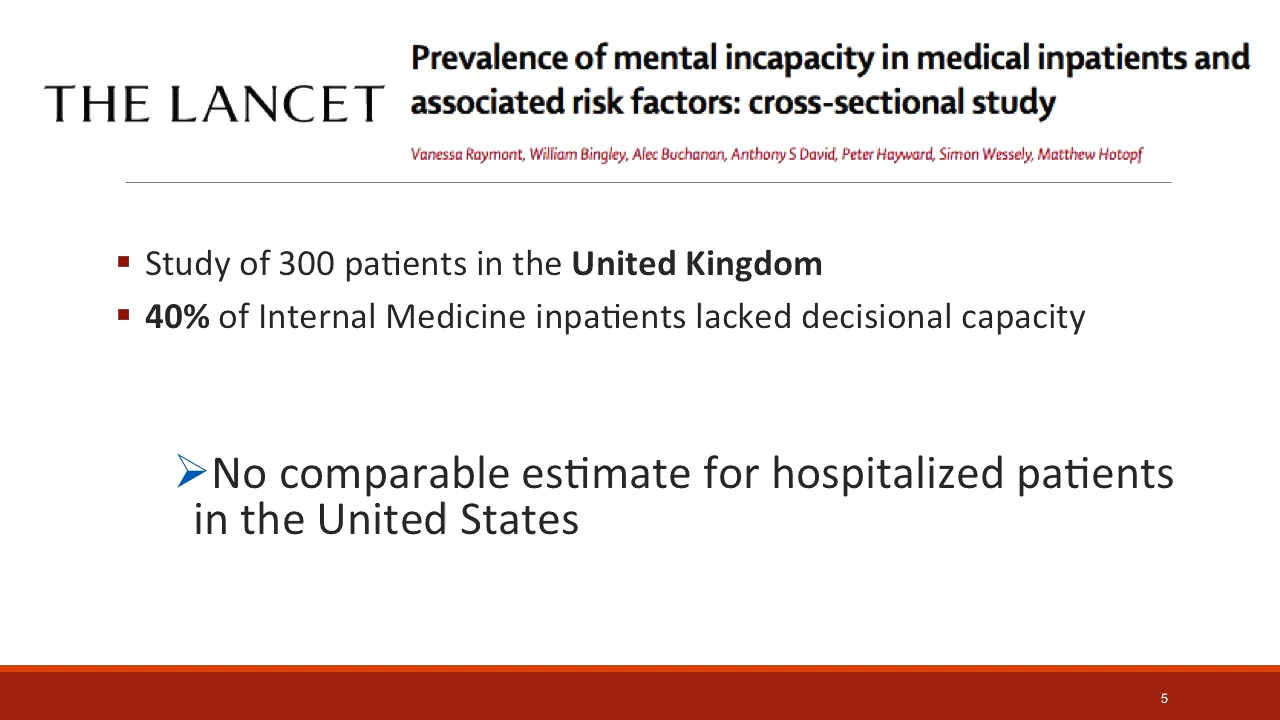 THE LANCET
Prevalence of mental incapacity in medical inpatients and
associated risk factors: cross-sectional study
Vanessa Raymont, William Bingley, Alec Buchanan, Anthony S David, Peter Hayward, Simon Wessely, Matthew Hotopf
Study of 300 patients in the United Kingdom
40% of Internal Medicine inpatients lacked decisional capacity
No comparable estimate for hospitalized patients
in the United States
5